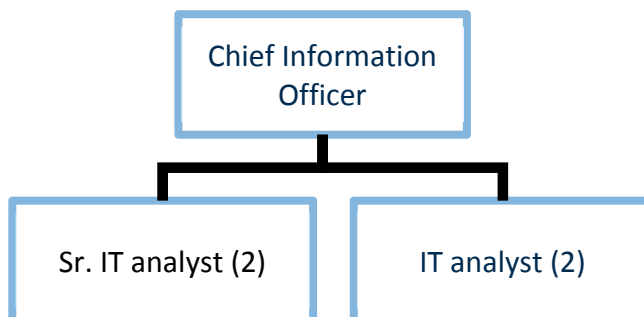 Chief Information
Officer
Sr. IT analyst (2)
IT analyst (2)